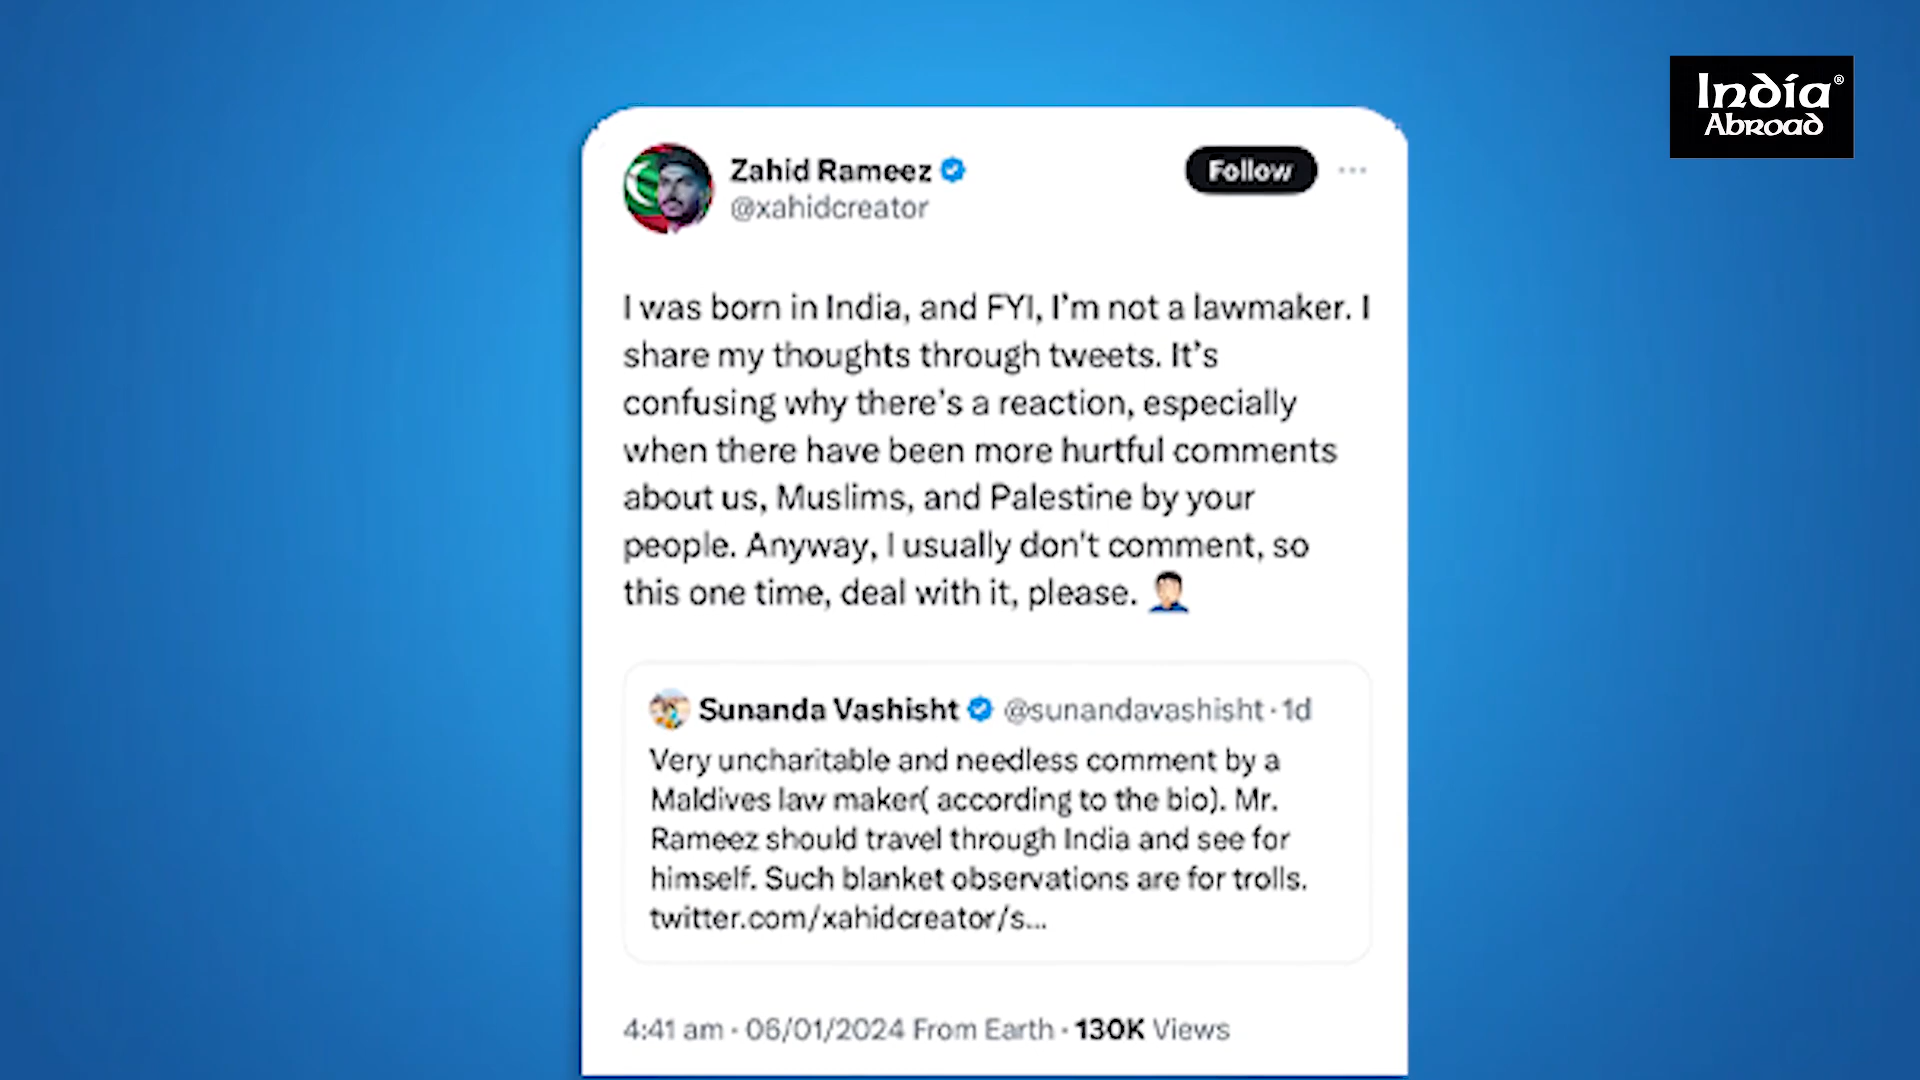 India®
Abroad
Zahid Rameez
@xahidcreator
Follow
I was born in India, and FYI, I’m not a lawmaker. I
share my thoughts through tweets. It’s
confusing why there’s a reaction, especially
when there have been more hurtful comments
about us, Muslims, and Palestine by your
people. Anyway, I usually don't comment, so
this one time, deal with it, please. 🤦🏻‍♂️
Sunanda Vashisht @sunandavashisht · 1d
Very uncharitable and needless comment by a
Maldives law maker( according to the bio). Mr.
Rameez should travel through India and see for
himself. Such blanket observations are for trolls.
twitter.com/xahidcreator/s...
4:41 am · 06/01/2024 From Earth · 130K Views